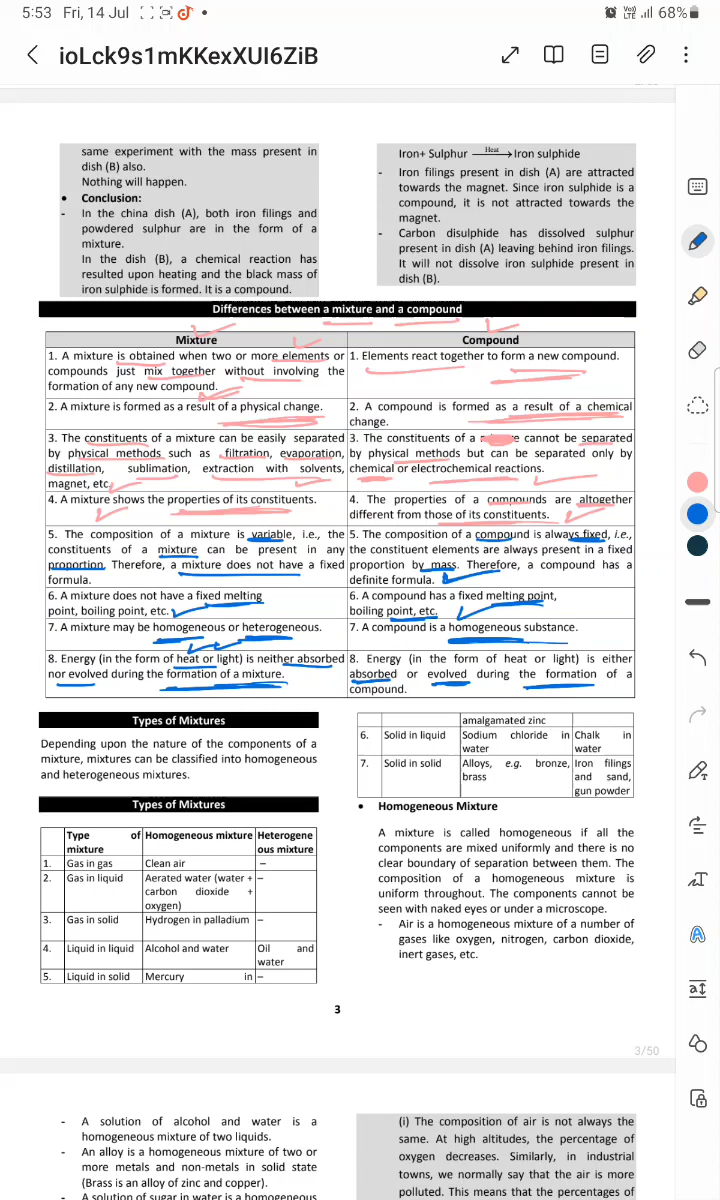 5:53 Fri, 14 Jul
68%
ioLck9s1mKKexXUI6ZiB
same experiment with the mass present in
dish (B) also.
Nothing will happen.
• Conclusion:
- In the china dish (A), both iron filings and
powdered sulphur are in the form of a
mixture.
In the dish (B), a chemical reaction has
resulted upon heating and the black mass of
iron sulphide is formed. It is a compound.
Iron+ Sulphur Heat→ Iron sulphide
- Iron filings present in dish (A) are attracted
towards the magnet. Since iron sulphide is a
compound, it is not attracted towards the
magnet.
- Carbon disulphide has dissolved sulphur
present in dish (A) leaving behind iron filings.
It will not dissolve iron sulphide present in
dish (B).
Differences between a mixture and a compound
Mixture Compound
1. A mixture is obtained when two or more elements or
compounds just mix together without involving the
formation of any new compound.
1. Elements react together to form a new compound.
2. A mixture is formed as a result of a physical change.
2. A compound is formed as a result of a chemical
change.
3. The constituents of a mixture can be easily separated
by physical methods such as filtration, evaporation,
distillation, sublimation, extraction with solvents,
magnet, etc.
3. The constituents of a cannot be separated
by physical methods but can be separated only by
chemical or electrochemical reactions.
4. A mixture shows the properties of its constituents.
4. The properties of a compounds are altogether
different from those of its constituents.
5. The composition of a mixture is variable, i.e., the
constituents of a mixture can be present in any
proportion. Therefore, a mixture does not have a fixed
formula.
5. The composition of a compound is always fixed, i.e.,
the constituent elements are always present in a fixed
proportion by mass. Therefore, a compound has a
definite formula.
6. A mixture does not have a fixed melting
point, boiling point, etc.
6. A compound has a fixed melting point,
boiling point, etc.
7. A mixture may be homogeneous or heterogeneous.
7. A compound is a homogeneous substance.
8. Energy (in the form of heat or light) is neither absorbed
nor evolved during the formation of a mixture.
8. Energy (in the form of heat or light) is either
absorbed or evolved during the formation of a
compound.
Types of Mixtures
Depending upon the nature of the components of a
mixture, mixtures can be classified into homogeneous
and heterogeneous mixtures.
Types of Mixtures
Type of Homogeneous mixture Heterogene
mixture ous mixture
1. Gas in gas Clean air –
2. Gas in liquid Aerated water (water + –
carbon dioxide +
oxygen)
3. Gas in solid Hydrogen in palladium –
4. Liquid in liquid Alcohol and water Oil and
water
5. Liquid in solid Mercury in –
amalgamated zinc
6. Solid in liquid Sodium chloride in Chalk in
water water
7. Solid in solid Alloys, e.g. bronze, Iron filings
brass and sand,
gun powder
• Homogeneous Mixture
A mixture is called homogeneous if all the
components are mixed uniformly and there is no
clear boundary of separation between them. The
composition of a homogeneous mixture is
uniform throughout. The components cannot be
seen with naked eyes or under a microscope.
- Air is a homogeneous mixture of a number of
gases like oxygen, nitrogen, carbon dioxide,
inert gases, etc.
3
3/50
- A solution of alcohol and water is a
homogeneous mixture of two liquids.
- An alloy is a homogeneous mixture of two or
more metals and non-metals in solid state
(Brass is an alloy of zinc and copper).
- A solution of sugar in water is a homogeneous
(i) The composition of air is not always the
same. At high altitudes, the percentage of
oxygen decreases. Similarly, in industrial
towns, we normally say that the air is more
polluted. This means that the percentages of